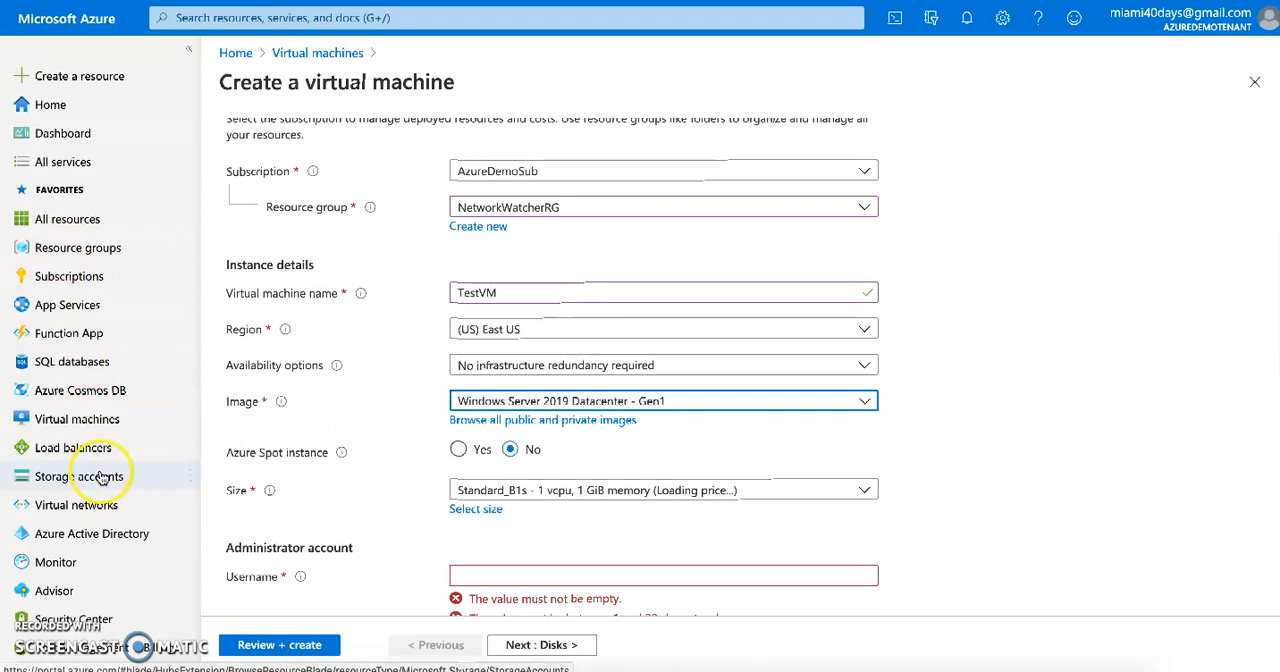 Microsoft Azure
Search resources, services, and docs (G+/)
miami40days@gmail.com
AZUREDEMOTENANT
Create a resource
Home
Dashboard
All services
FAVORITES
All resources
Resource groups
Subscriptions
App Services
Function App
SQL databases
Azure Cosmos DB
Virtual machines
Load balancers
Storage accounts
Virtual networks
Azure Active Directory
Monitor
Advisor
Security Center
RECORDED WITH
SCREENCAST MATIC
Home > Virtual machines >
Create a virtual machine
Select the subscription to manage deployed resources and costs. Use resource groups like folders to organize and manage all
your resources.
Subscription * AzureDemoSub
Resource group * NetworkWatcherRG
Create new
Instance details
Virtual machine name * TestVM
Region * (US) East US
Availability options No infrastructure redundancy required
Image * Windows Server 2019 Datacenter - Gen1
Browse all public and private images
Azure Spot instance Yes No
Size * Standard_B1s - 1 vcpu, 1 GiB memory (Loading price...)
Select size
Administrator account
Username *
The value must not be empty.
Review + create < Previous Next : Disks >
https://portal.azure.com/#blade/HubsExtension/BrowseResourceBlade/resourceType/Microsoft.Storage/StorageAccounts